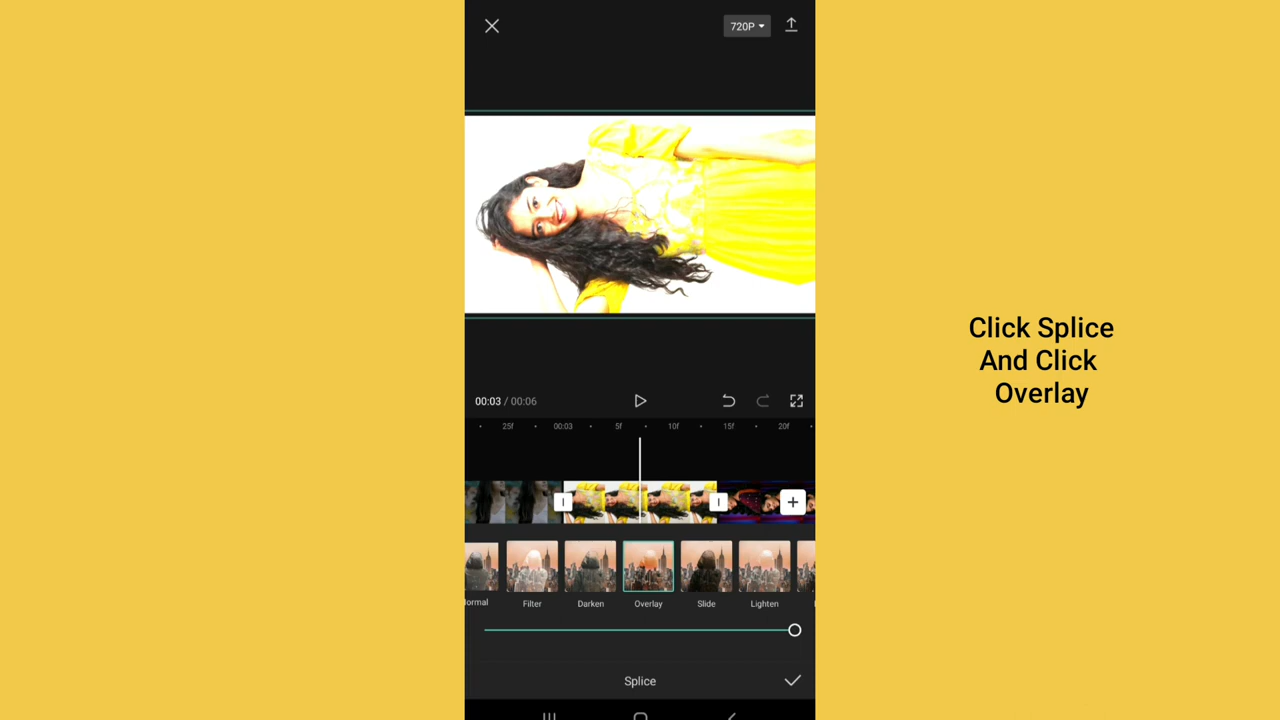 720P
00:03 / 00:06
25f 00:03 5f 10f 15f 20f
Filter Darken Overlay Slide Lighten
Splice
Click Splice
And Click
Overlay